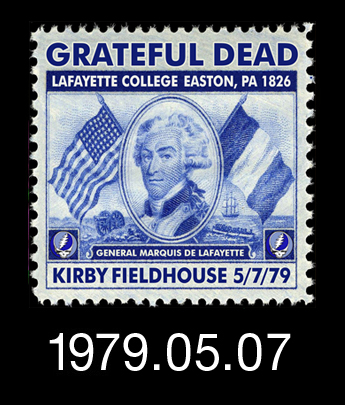 GRATEFUL DEAD
LAFAYETTE COLLEGE EASTON, PA 1826
GENERAL MARQUIS DE LAFAYETTE
KIRBY FIELDHOUSE 5/7/79
1979.05.07